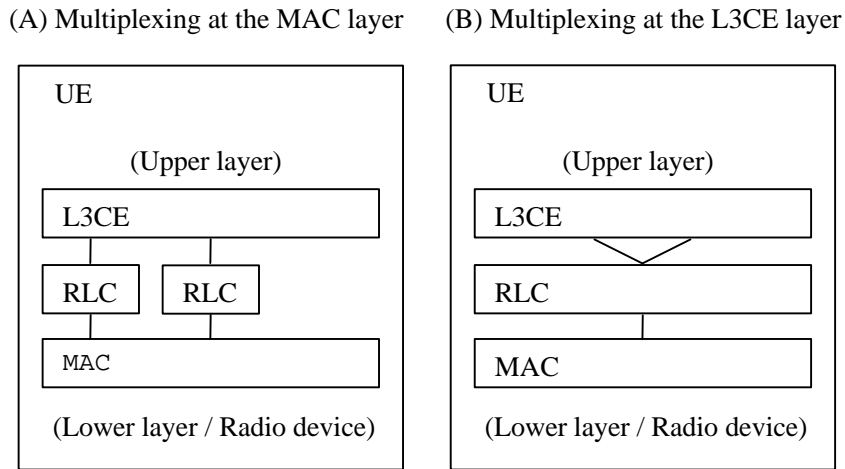 (A) Multiplexing at the MAC layer
UE
(Upper layer)
L3CE
RLC RLC
MAC
(Lower layer / Radio device)
(B) Multiplexing at the L3CE layer
UE
(Upper layer)
L3CE
RLC
MAC
(Lower layer / Radio device)